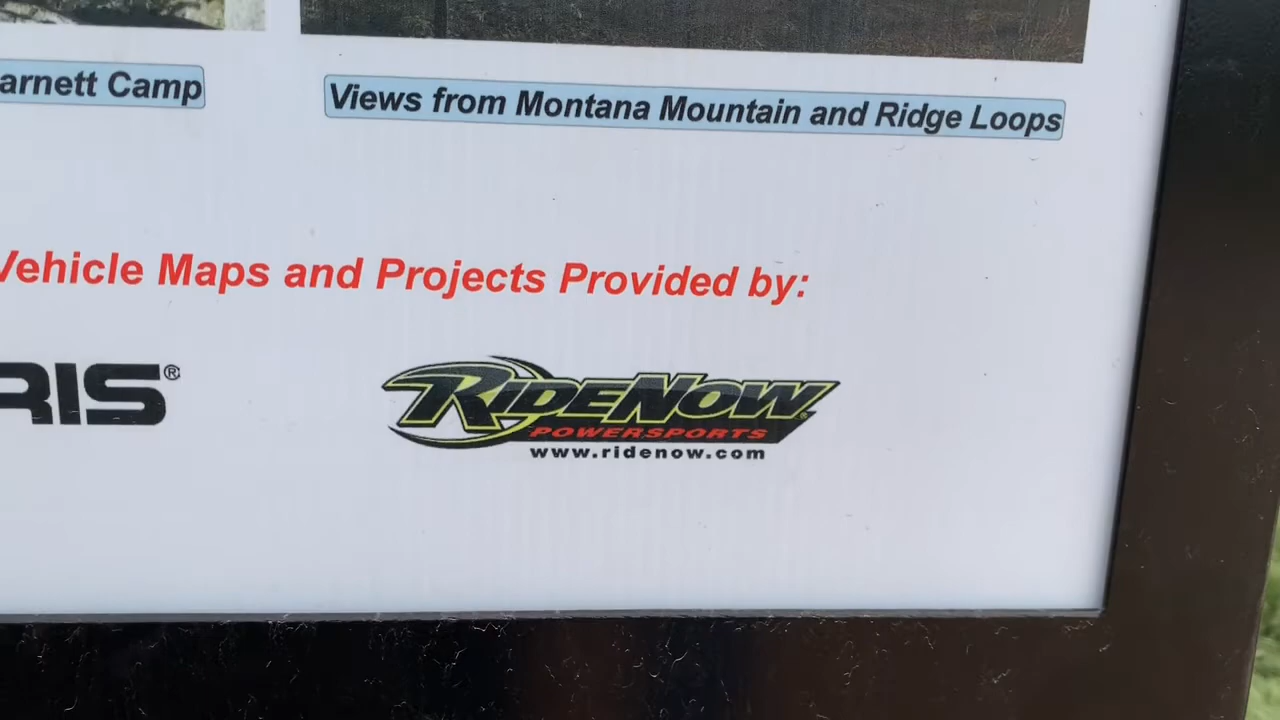 arnett Camp
Views from Montana Mountain and Ridge Loops
Vehicle Maps and Projects Provided by:
RIS®
RIDENOW®
POWERSPORTS
www.ridenow.com